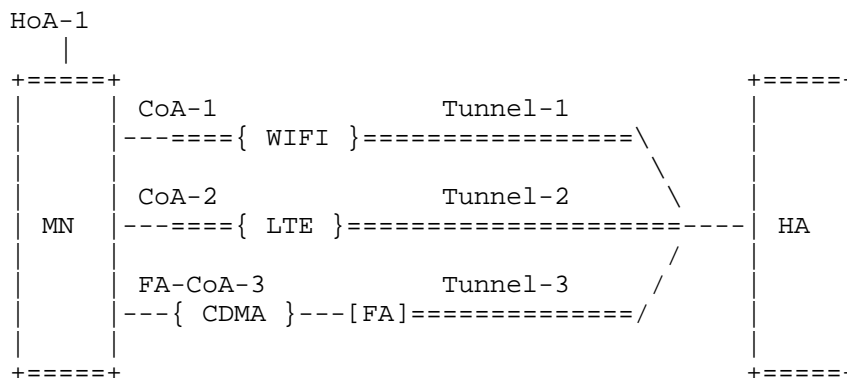 HoA-1
CoA-1 Tunnel-1
{ WIFI }
CoA-2 Tunnel-2
MN { LTE } HA
FA-CoA-3 Tunnel-3
{ CDMA } [FA]